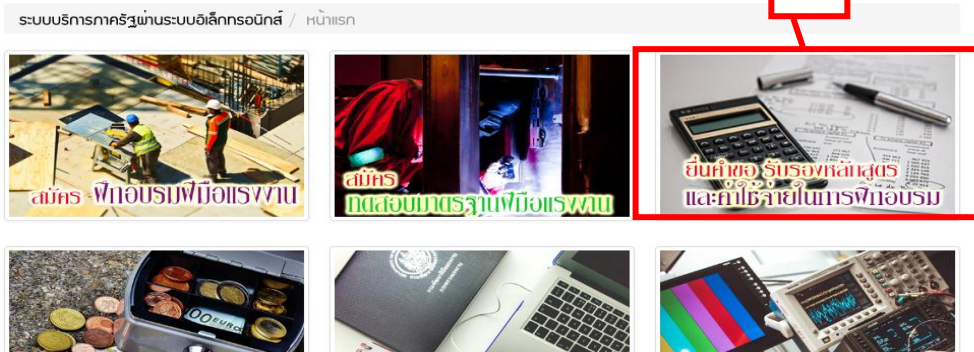 ระบบบริการภาครัฐผ่านระบบอิเล็กทรอนิกส์ / หน้าแรก
สมัคร ฝึกอบรมฝีมือแรงงาน
สมัคร
ทดสอบมาตรฐานฝีมือแรงงาน
ยื่นคำขอ รับรองหลักสูตร
และค่าใช้จ่ายในการฝึกอบรม